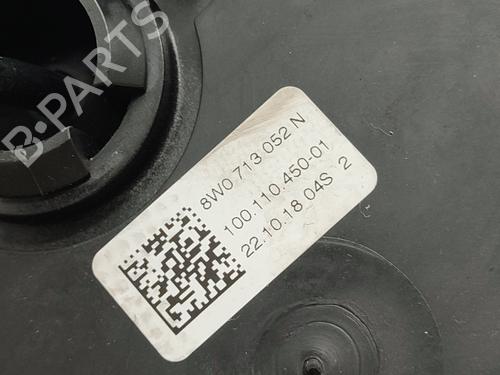 B-PARTS
8W0 713 052 N
100.110.450-01
22.10.18 04S 2